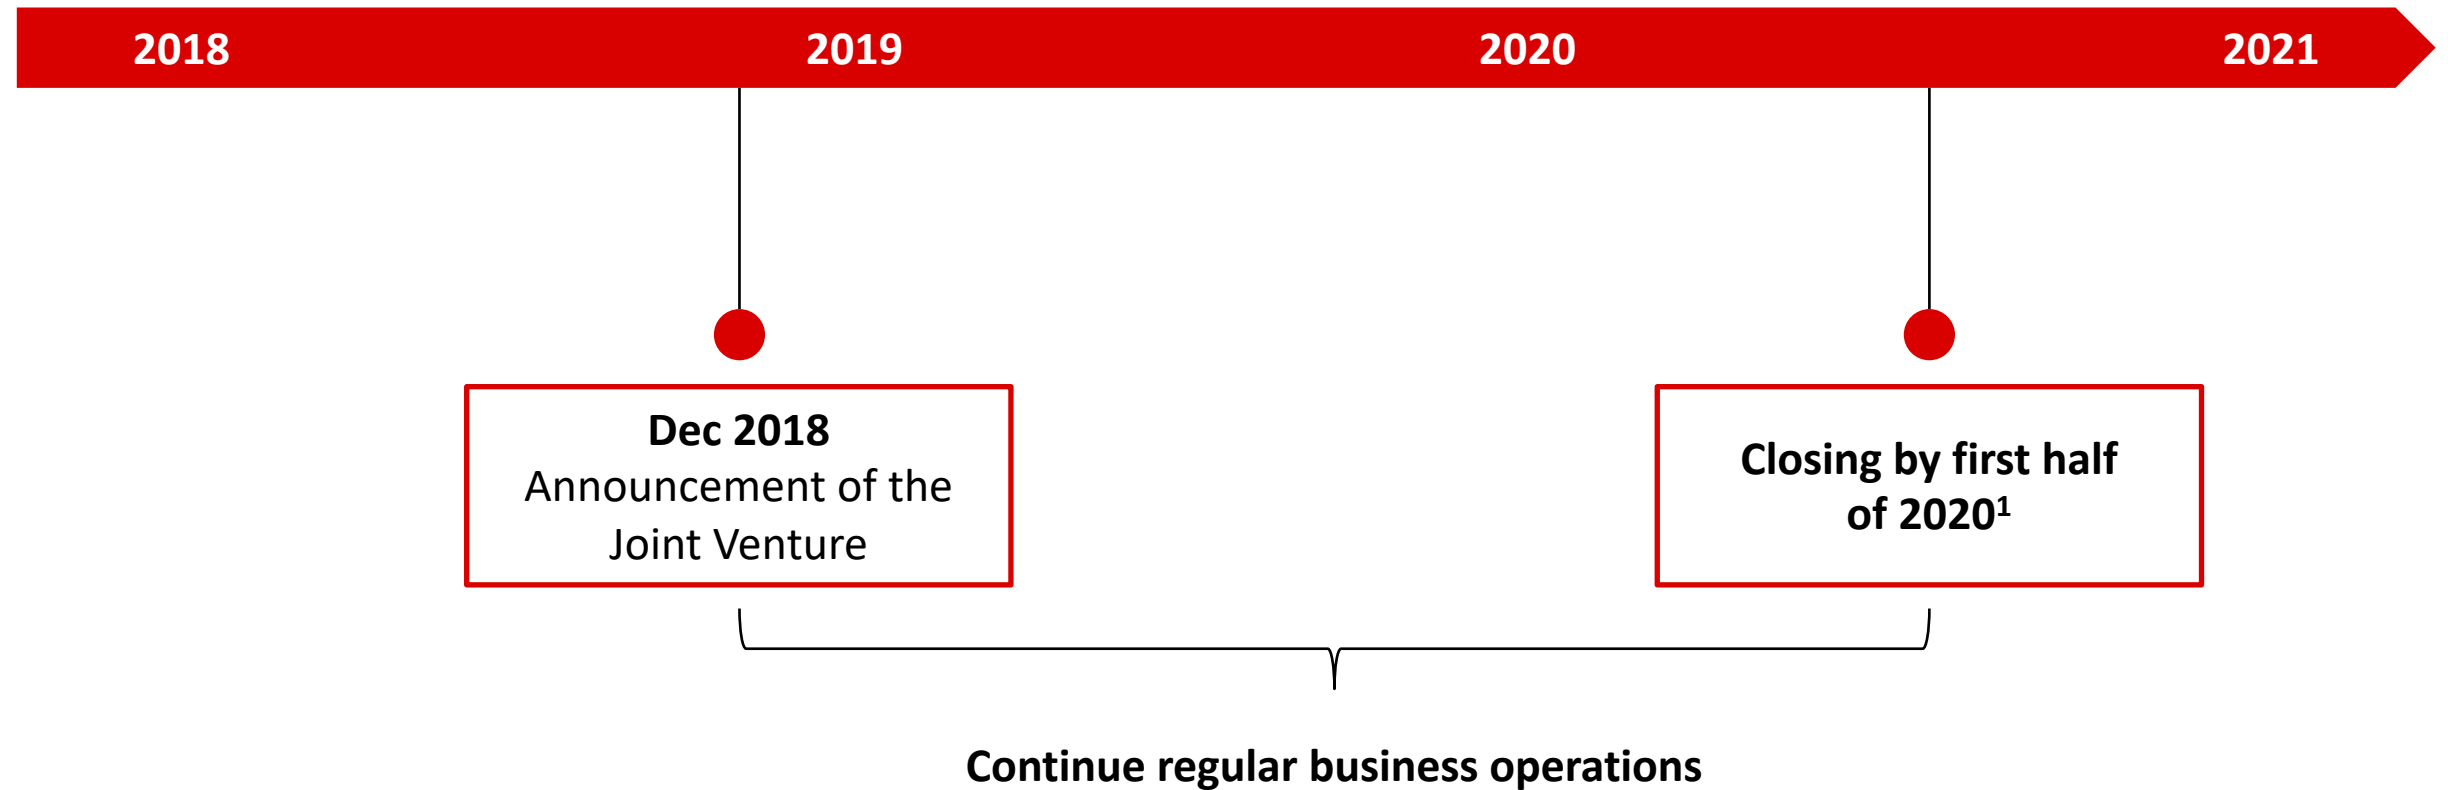 2018 2019 2020 2021
Dec 2018
Announcement of the
Joint Venture
Closing by first half
of 2020¹
Continue regular business operations